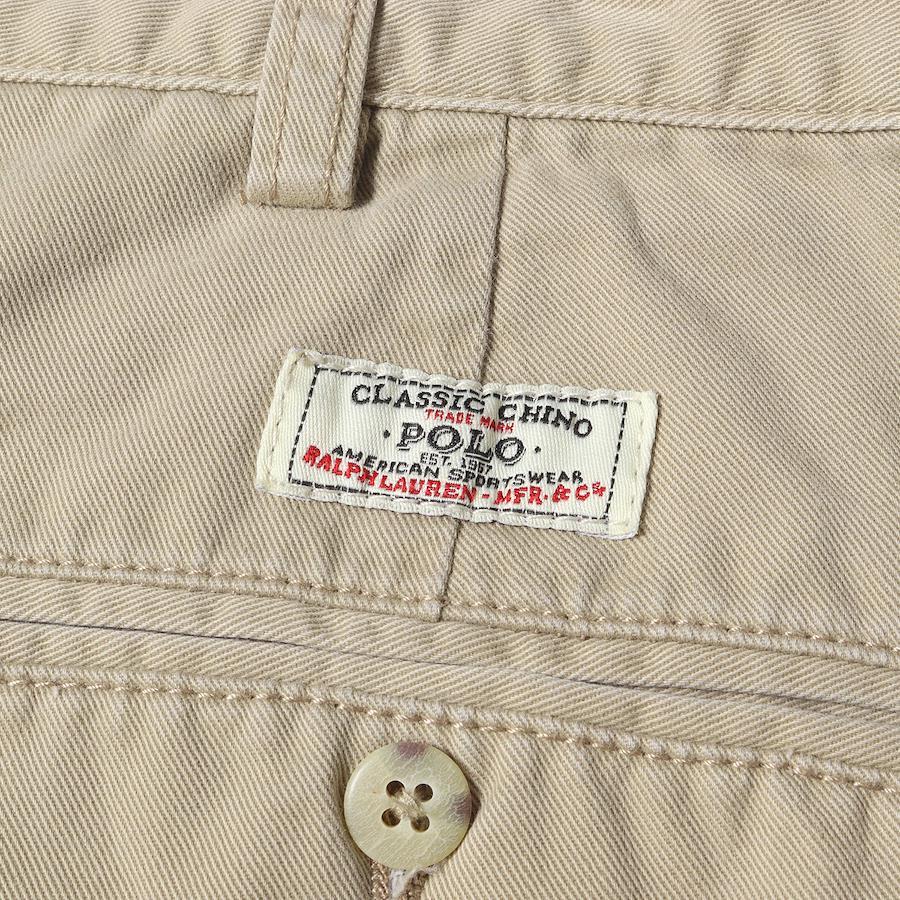 CLASSIC CHINO
TRADE MARK
· POLO ·
EST. 1967
AMERICAN SPORTSWEAR
RALPH LAUREN - MFR. & Co.